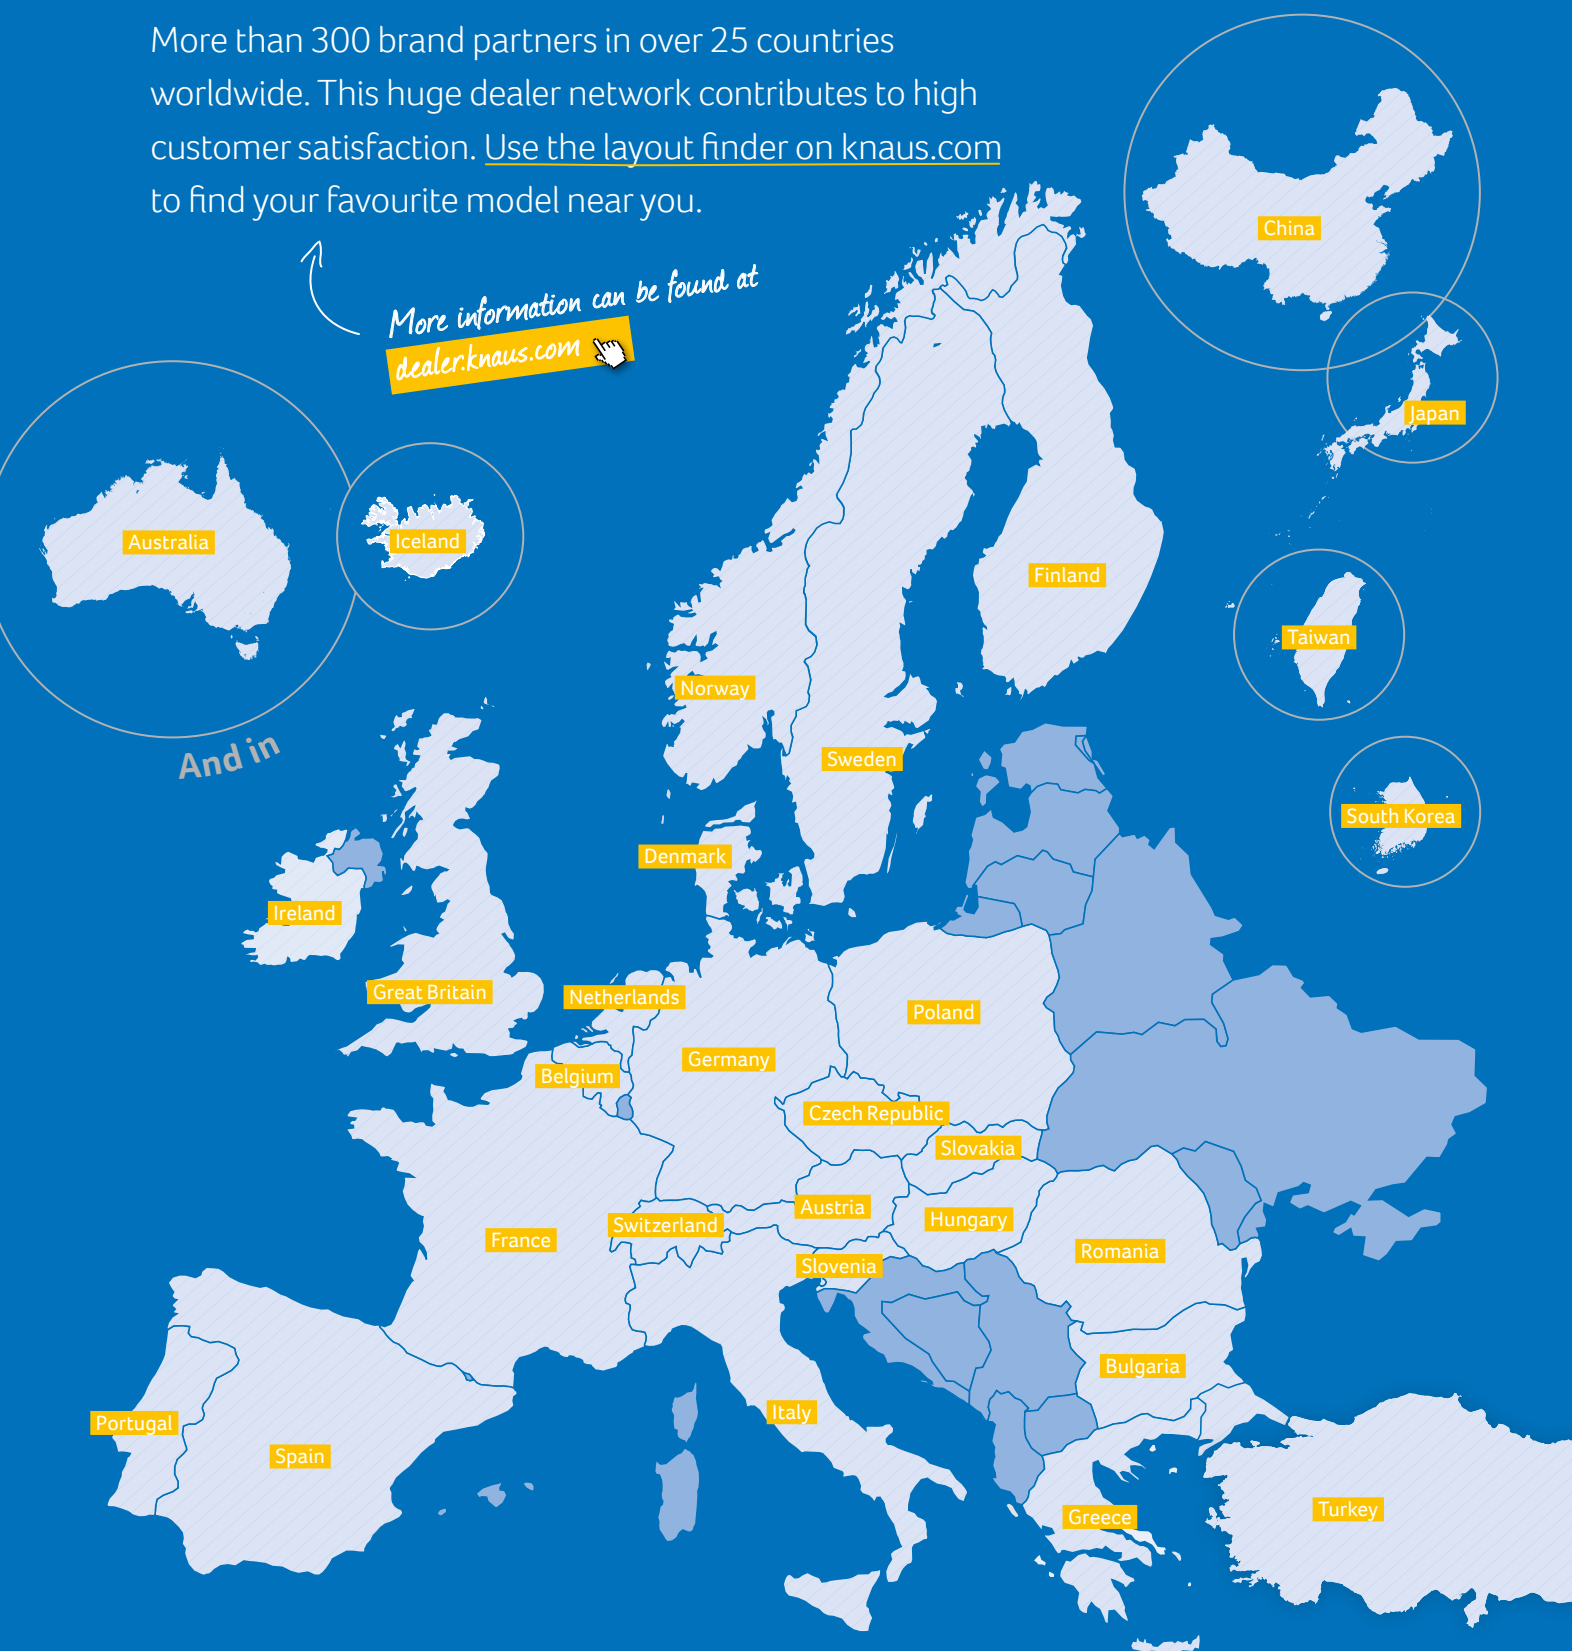 More than 300 brand partners in over 25 countries
worldwide. This huge dealer network contributes to high
customer satisfaction. Use the layout finder on knaus.com
to find your favourite model near you.
More information can be found at
dealer.knaus.com
China
Japan
Australia
Iceland
Finland
Taiwan
Norway
And in
Sweden
South Korea
Denmark
Ireland
Great Britain
Netherlands
Poland
Germany
Belgium
Czech Republic
Slovakia
Austria
Hungary
Switzerland
France
Romania
Slovenia
Bulgaria
Italy
Portugal
Spain
Turkey
Greece